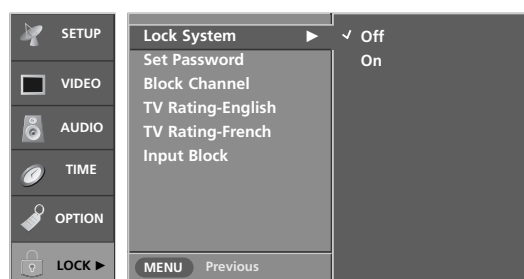 SETUP
VIDEO
AUDIO
TIME
OPTION
LOCK ►
Lock System ►
Set Password
Block Channel
TV Rating-English
TV Rating-French
Input Block
MENU Previous
✓ Off
On